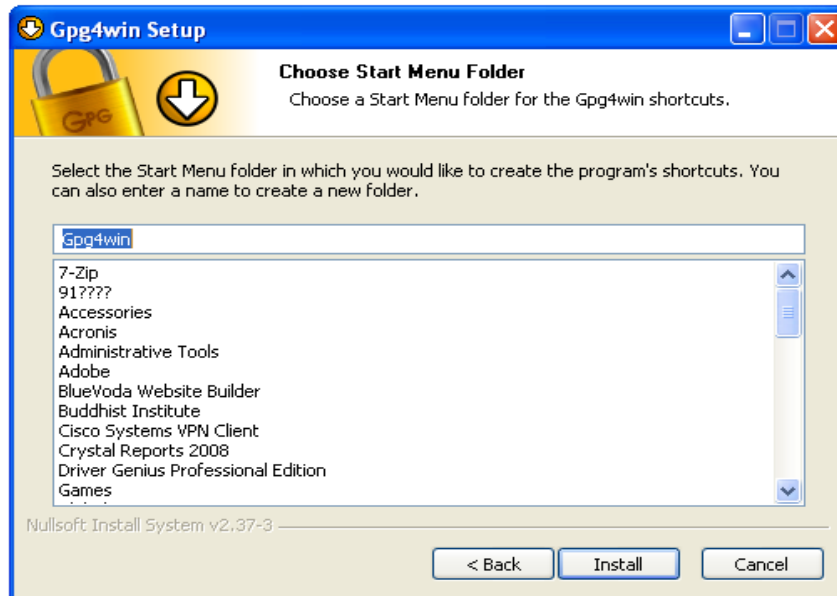 Gpg4win Setup
GPG
Choose Start Menu Folder
Choose a Start Menu folder for the Gpg4win shortcuts.
Select the Start Menu folder in which you would like to create the program's shortcuts. You
can also enter a name to create a new folder.
Gpg4win
7-Zip
91????
Accessories
Acronis
Administrative Tools
Adobe
BlueVoda Website Builder
Buddhist Institute
Cisco Systems VPN Client
Crystal Reports 2008
Driver Genius Professional Edition
Games
Nullsoft Install System v2.37-3
< Back
Install
Cancel